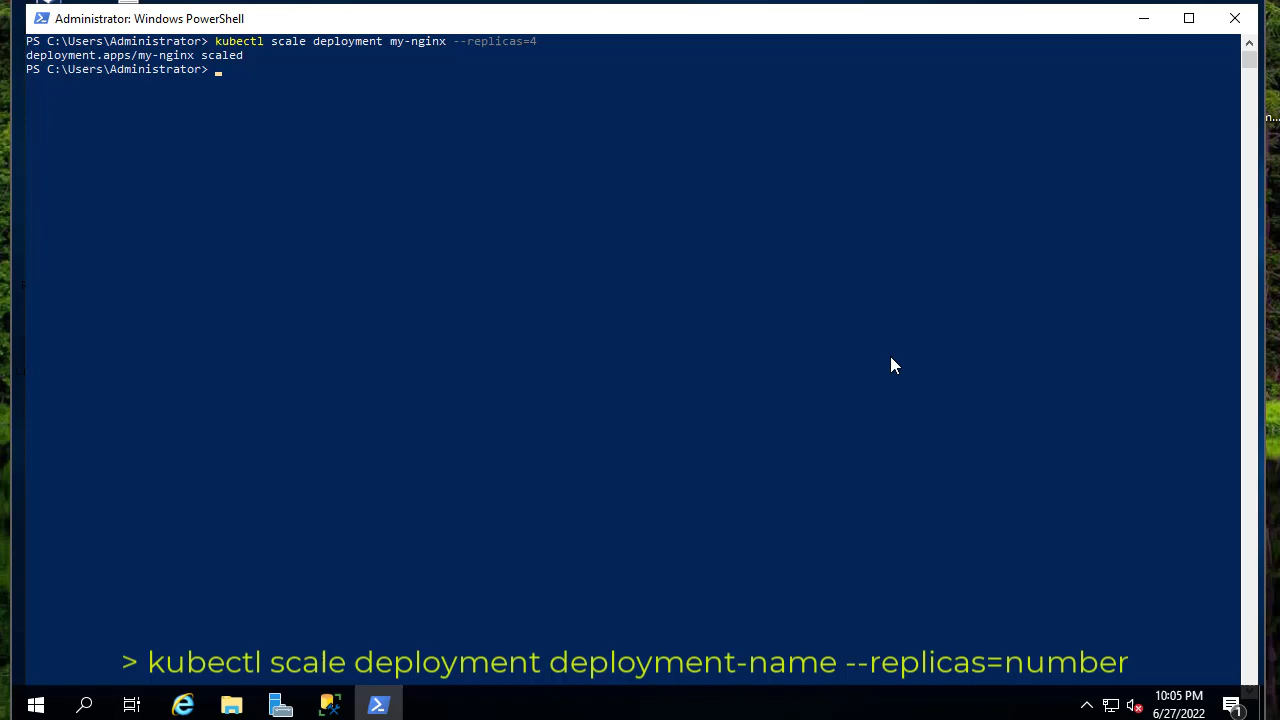 Administrator: Windows PowerShell
PS C:\Users\Administrator> kubectl scale deployment my-nginx --replicas=4
deployment.apps/my-nginx scaled
PS C:\Users\Administrator>
n...
> kubectl scale deployment deployment-name --replicas=number
10:05 PM
6/27/2022
1